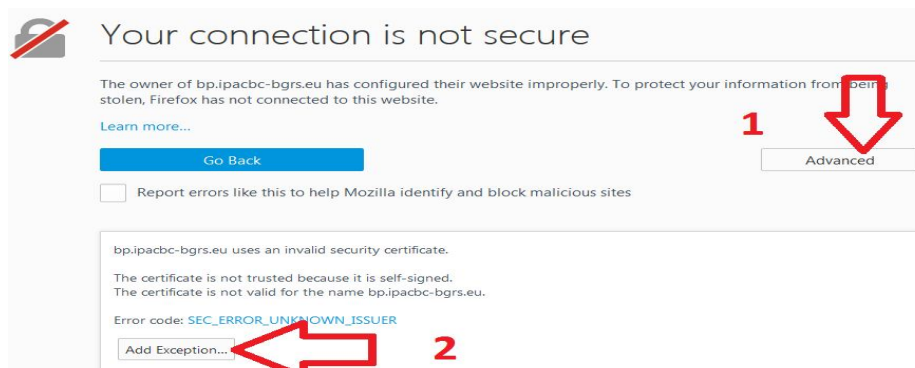 Your connection is not secure
The owner of bp.ipacbc-bgrs.eu has configured their website improperly. To protect your information from being
stolen, Firefox has not connected to this website.
Learn more...
1
Go Back
Advanced
Report errors like this to help Mozilla identify and block malicious sites
bp.ipacbc-bgrs.eu uses an invalid security certificate.
The certificate is not trusted because it is self-signed.
The certificate is not valid for the name bp.ipacbc-bgrs.eu.
Error code: SEC_ERROR_UNKNOWN_ISSUER
Add Exception...
2